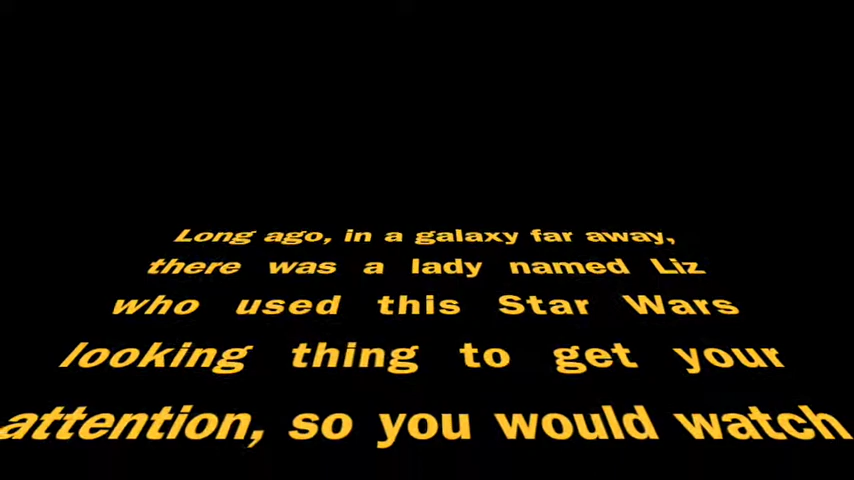 Long ago, in a galaxy far away,
there was a lady named Liz
who used this Star Wars
looking thing to get your
attention, so you would watch